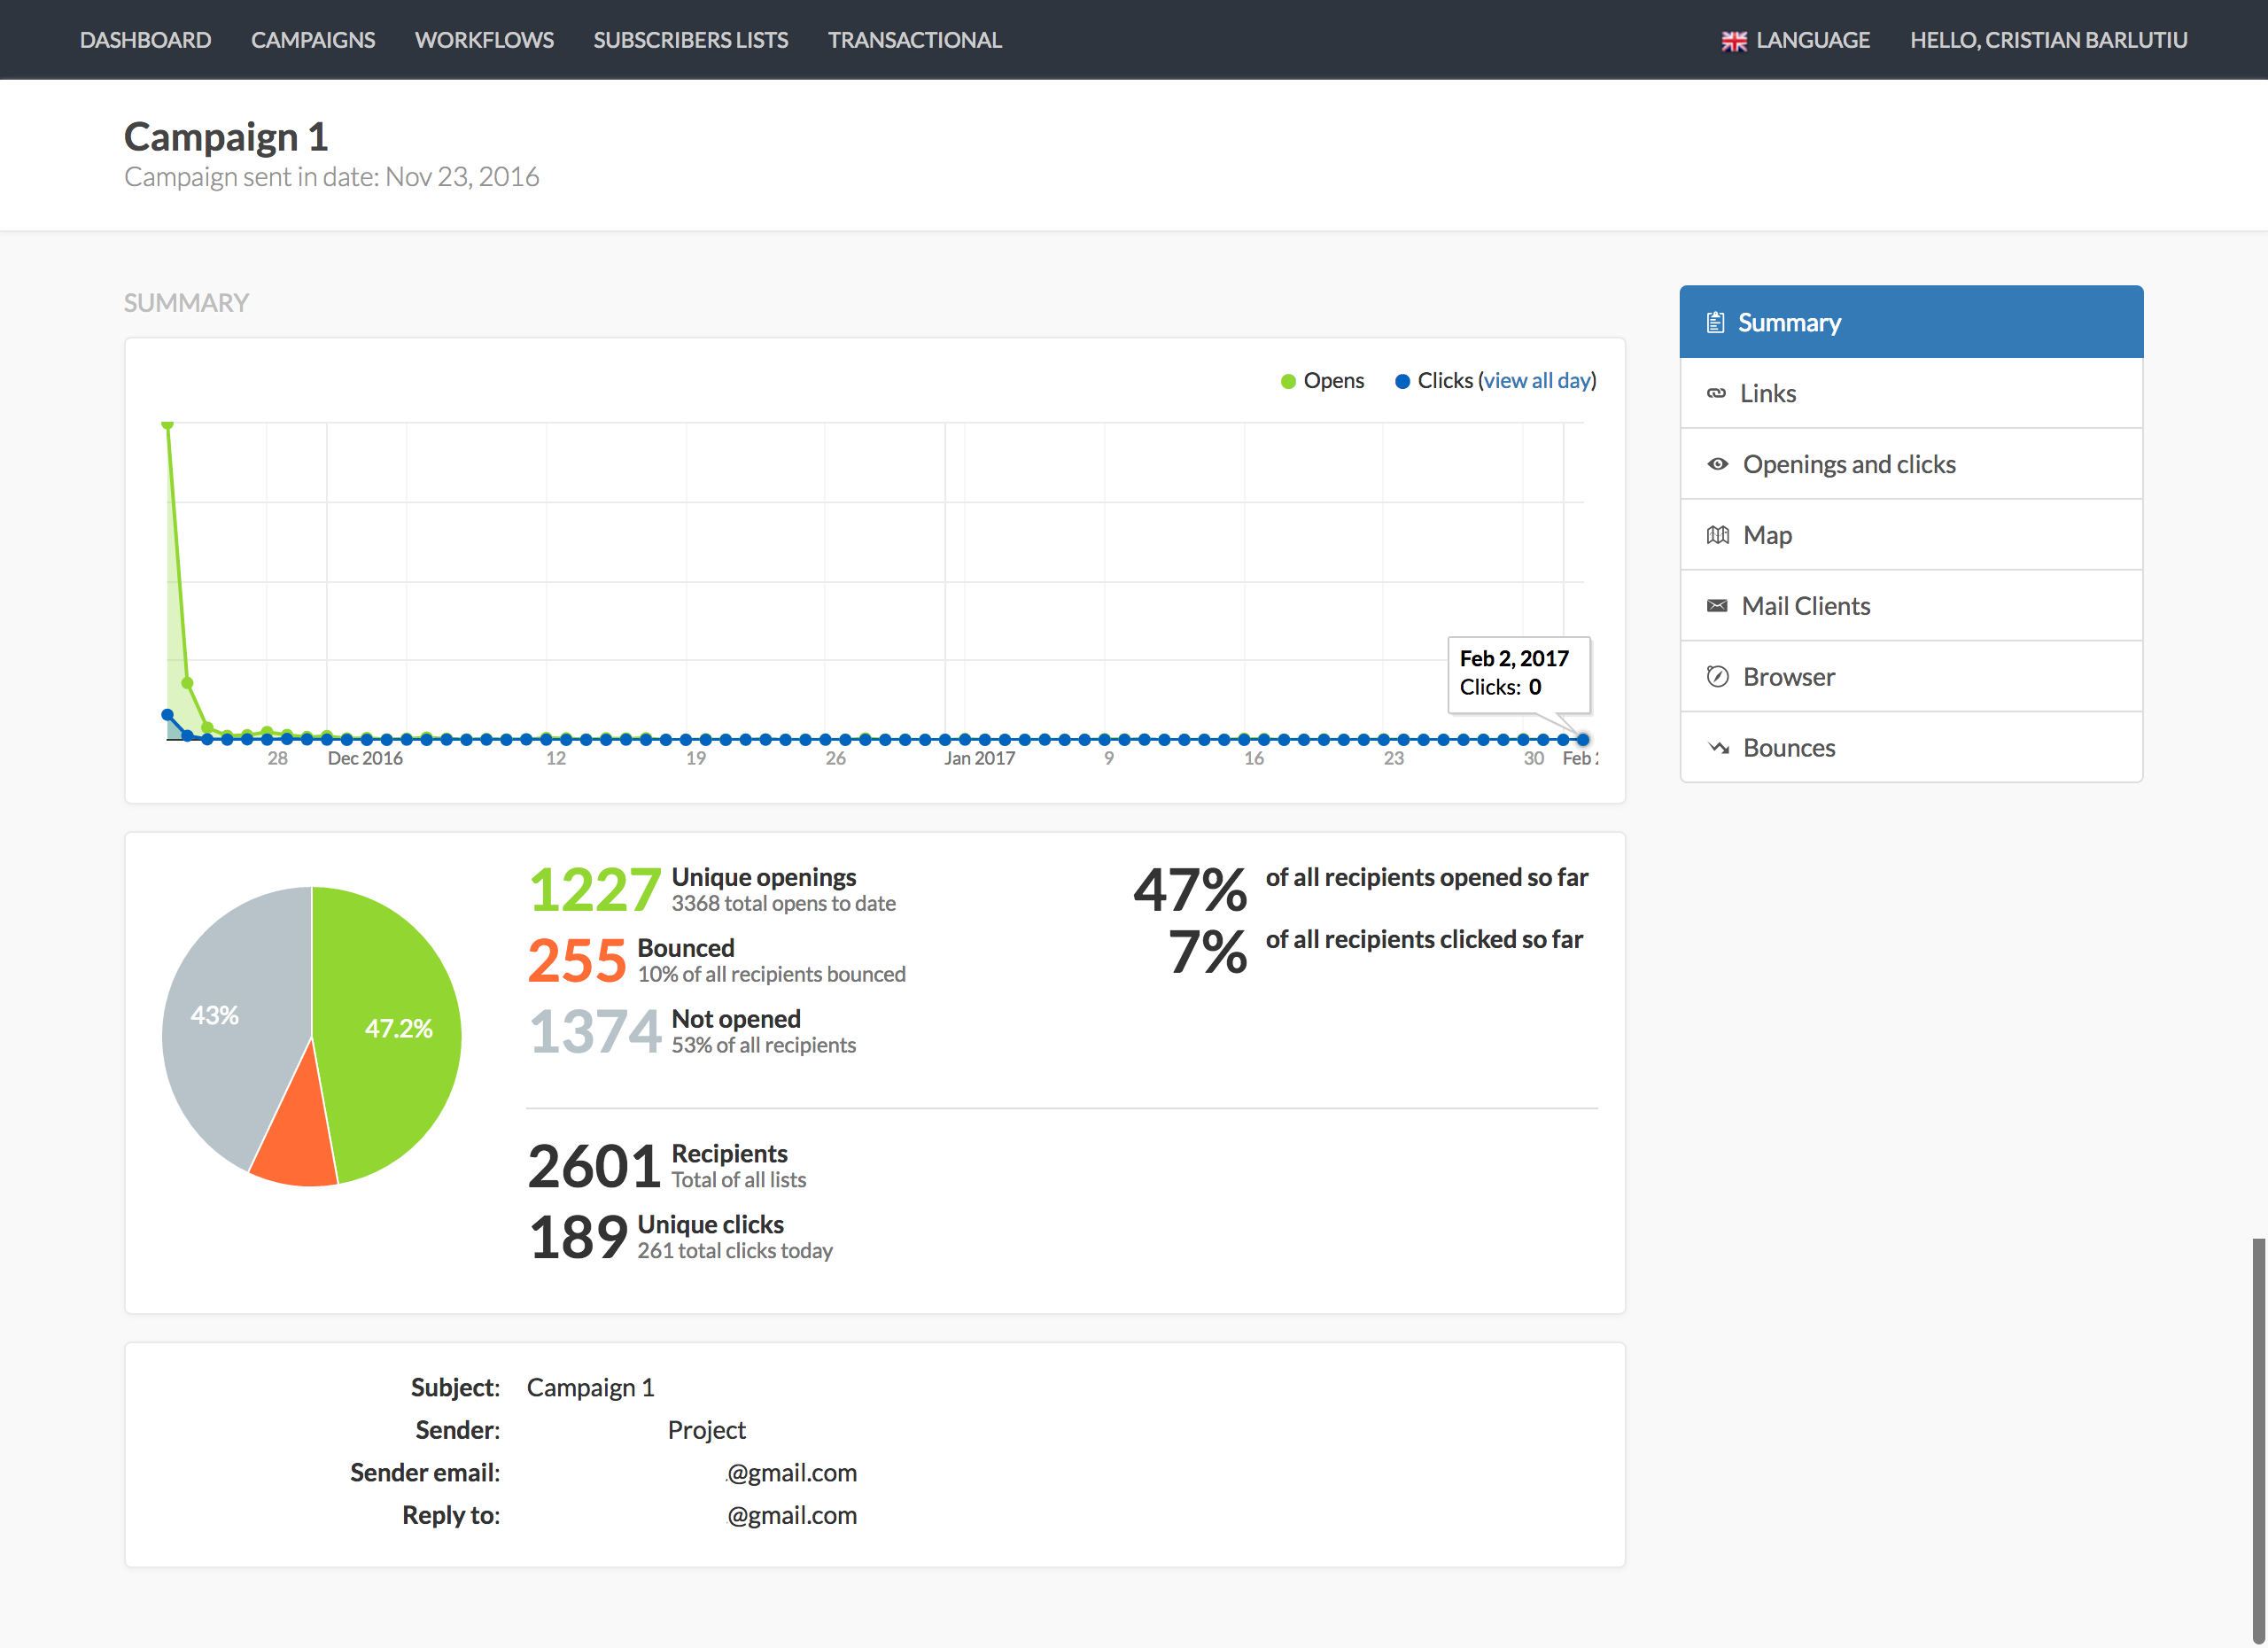 DASHBOARD CAMPAIGNS WORKFLOWS SUBSCRIBERS LISTS TRANSACTIONAL LANGUAGE HELLO, CRISTIAN BARLUTIU
Campaign 1
Campaign sent in date: Nov 23, 2016
SUMMARY
Opens Clicks (view all day)
Feb 2, 2017
Clicks: 0
28 Dec 2016 12 19 26 Jan 2017 9 16 23 30 Feb
Summary
Links
Openings and clicks
Map
Mail Clients
Browser
Bounces
43%
47.2%
1227 Unique openings
3368 total opens to date
255 Bounced
10% of all recipients bounced
1374 Not opened
53% of all recipients
47% of all recipients opened so far
7% of all recipients clicked so far
2601 Recipients
Total of all lists
189 Unique clicks
261 total clicks today
Subject: Campaign 1
Sender: Project
Sender email: @gmail.com
Reply to: @gmail.com